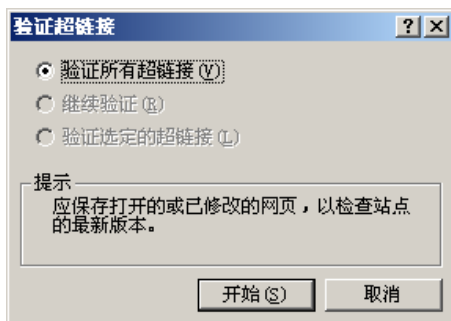 验证超链接
验证所有超链接(V)
继续验证(R)
验证选定的超链接(L)
提示
应保存打开的或已修改的网页，以检查站点
的最新版本。
开始(S) 取消